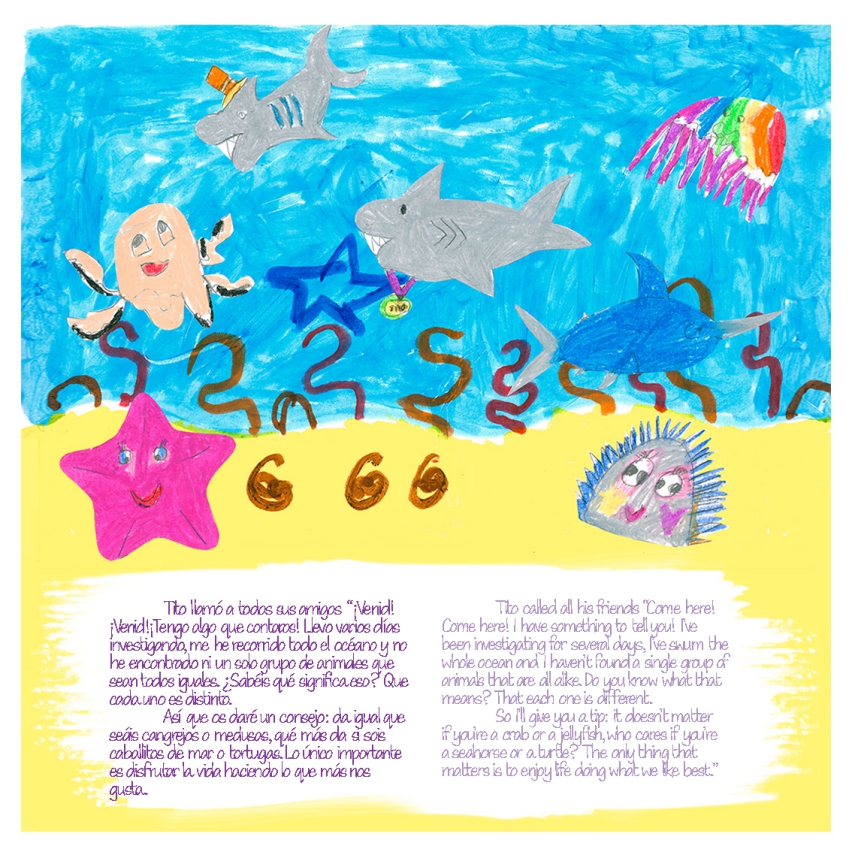 TITO
Tito llamó a todos sus amigos "¡Venid!
¡Venid! ¡Tengo algo que contaros! Llevo varios días
investigando, me he recorrido todo el océano y no
he encontrado ni un solo grupo de animales que
sean todos iguales. ¿Sabéis qué significa eso? Que
cada uno es distinto.
Así que os daré un consejo: da igual que
seáis cangrejos o medusas, qué más da si sois
caballitos de mar o tortugas. Lo único importante
es disfrutar la vida haciendo lo que más nos
gusta..
Tito called all his friends "Come here!
Come here! I have something to tell you! I've
been investigating for several days, I've swum the
whole ocean and I haven't found a single group of
animals that are all alike. Do you know what that
means? That each one is different..
So I'll give you a tip: it doesn't matter
if you're a crab or a jellyfish, who cares if you're
a seahorse or a turtle? The only thing that
matters is to enjoy life doing what we like best."